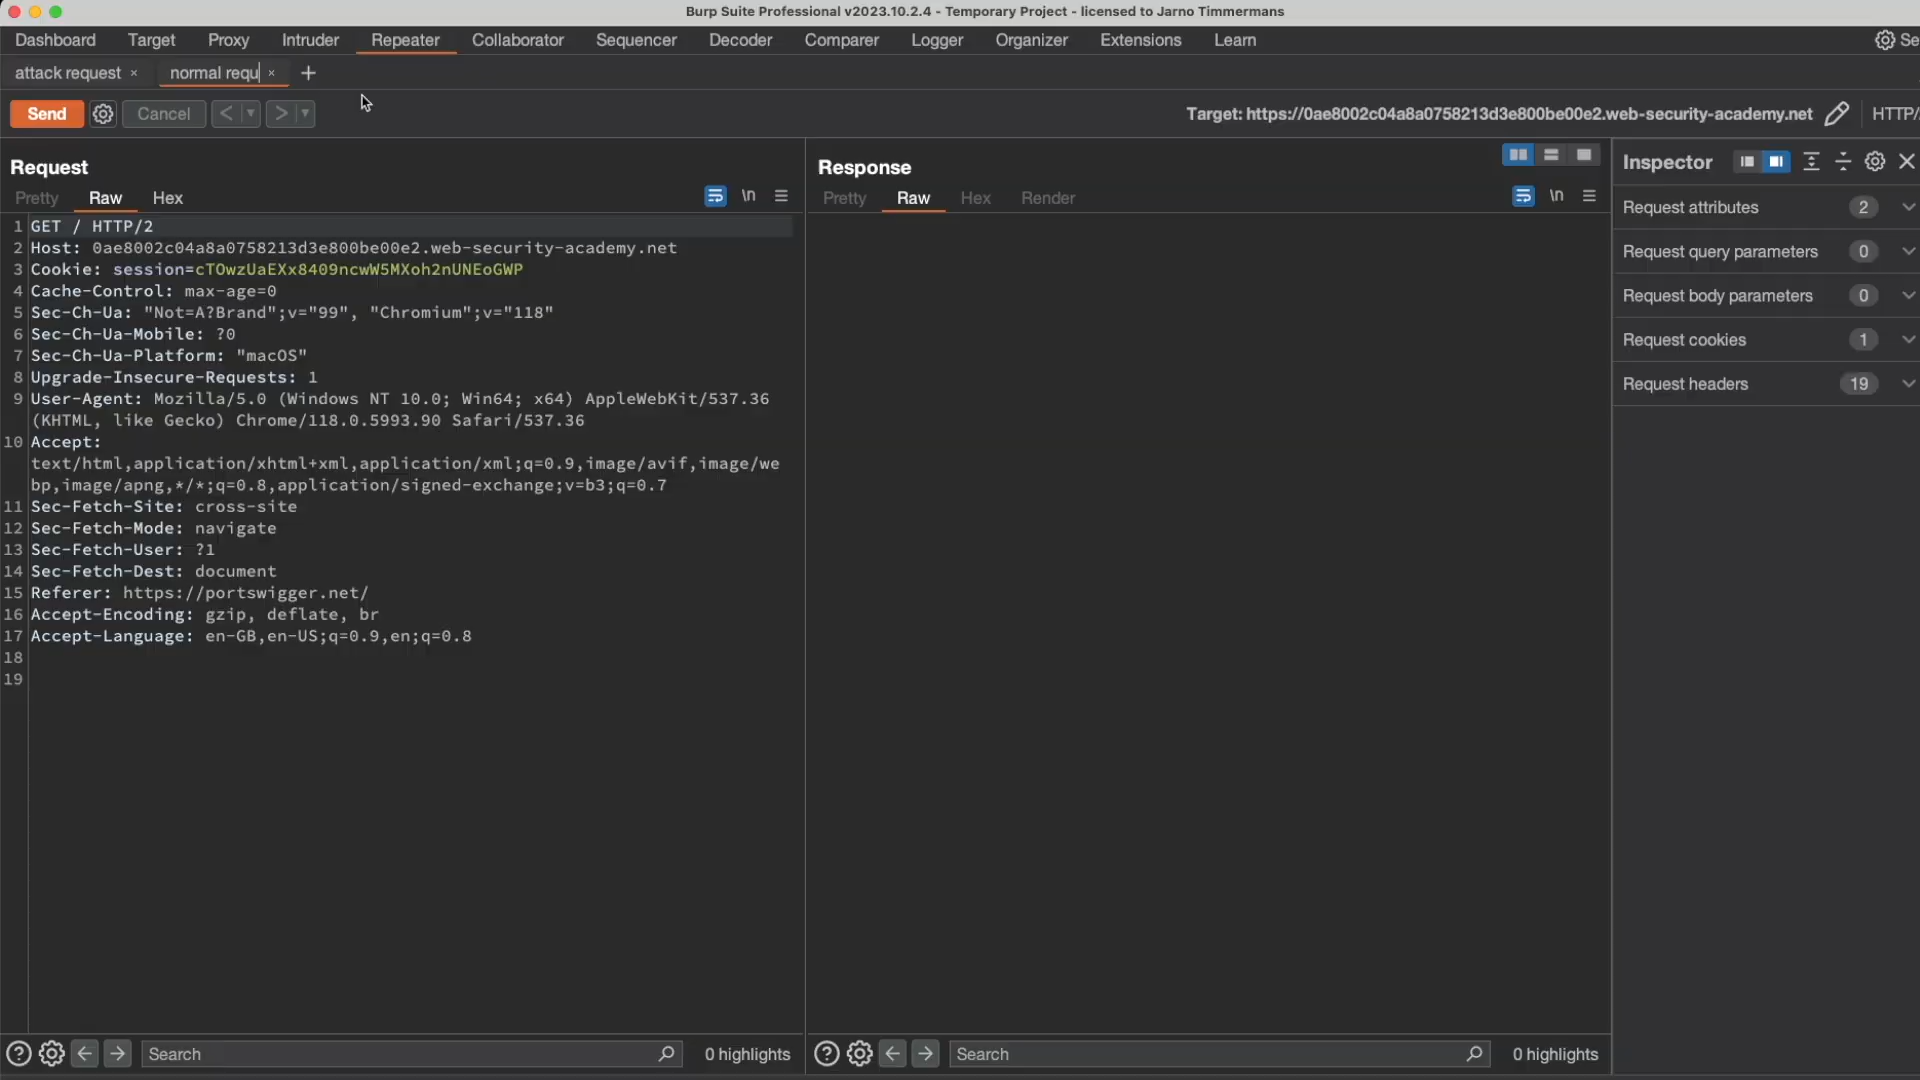 Burp Suite Professional v2023.10.2.4 - Temporary Project - licensed to Jarno Timmermans
Dashboard Target Proxy Intruder Repeater Collaborator Sequencer Decoder Comparer Logger Organizer Extensions Learn Se
attack request × normal requ × +
Send Cancel < > Target: https://0ae8002c04a8a0758213d3e800be00e2.web-security-academy.net HTTP/
Request
Pretty Raw Hex \n
1 GET / HTTP/2
2 Host: 0ae8002c04a8a0758213d3e800be00e2.web-security-academy.net
3 Cookie: session=cTOwzUaEXx8409ncwW5MXoh2nUNEoGWP
4 Cache-Control: max-age=0
5 Sec-Ch-Ua: "Not=A?Brand";v="99", "Chromium";v="118"
6 Sec-Ch-Ua-Mobile: ?0
7 Sec-Ch-Ua-Platform: "macOS"
8 Upgrade-Insecure-Requests: 1
9 User-Agent: Mozilla/5.0 (Windows NT 10.0; Win64; x64) AppleWebKit/537.36
(KHTML, like Gecko) Chrome/118.0.5993.90 Safari/537.36
10 Accept:
text/html,application/xhtml+xml,application/xml;q=0.9,image/avif,image/we
bp,image/apng,*/*;q=0.8,application/signed-exchange;v=b3;q=0.7
11 Sec-Fetch-Site: cross-site
12 Sec-Fetch-Mode: navigate
13 Sec-Fetch-User: ?1
14 Sec-Fetch-Dest: document
15 Referer: https://portswigger.net/
16 Accept-Encoding: gzip, deflate, br
17 Accept-Language: en-GB,en-US;q=0.9,en;q=0.8
18
19
Search 0 highlights
Response
Pretty Raw Hex Render \n
Search 0 highlights
Inspector
Request attributes 2
Request query parameters 0
Request body parameters 0
Request cookies 1
Request headers 19